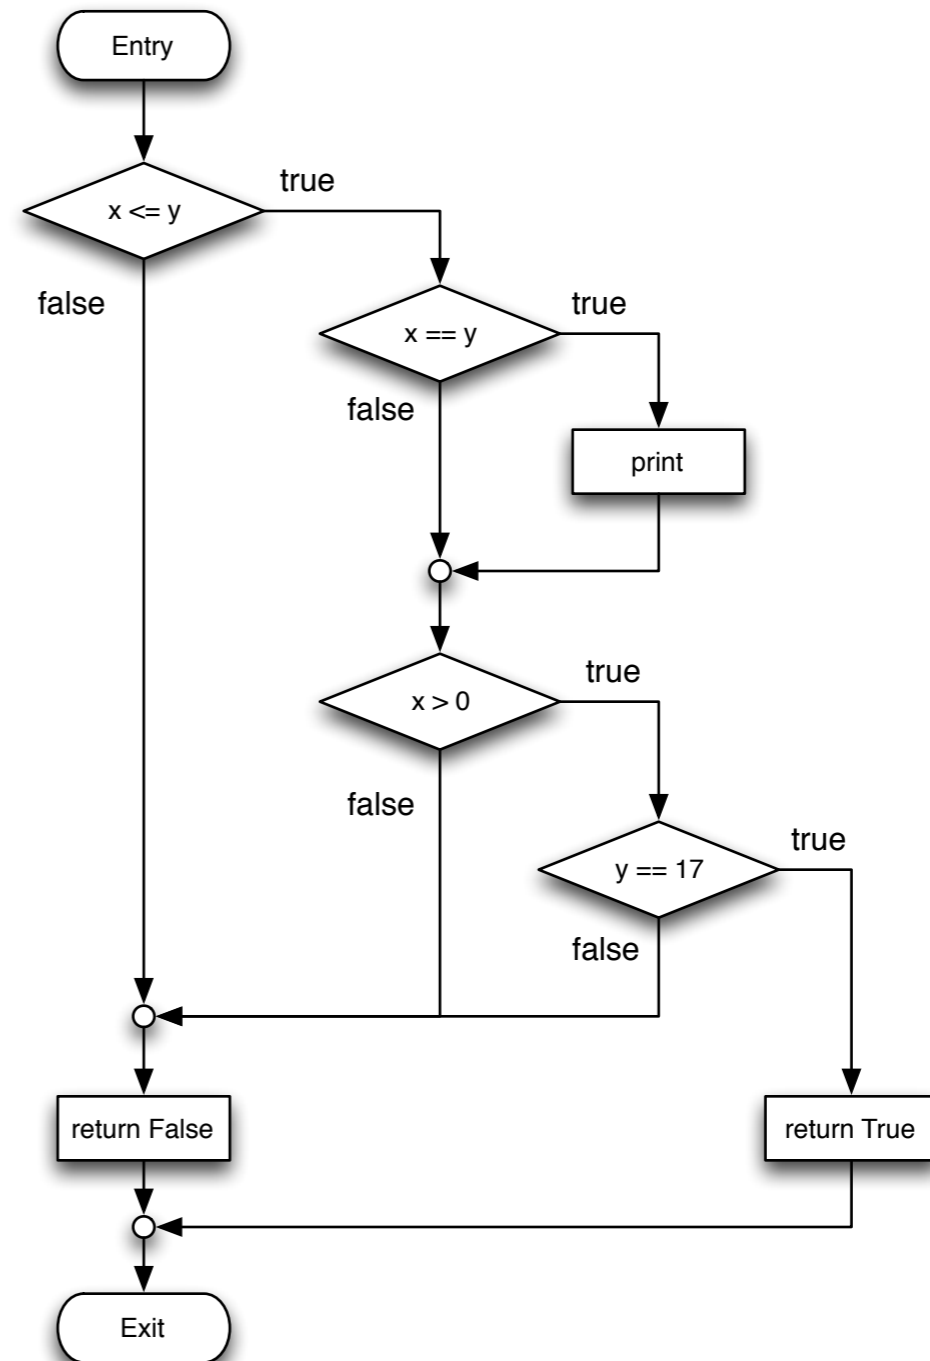 Entry
true
x <= y
false
true
x == y
false
print
true
x > 0
false
true
y == 17
false
return False
return True
Exit